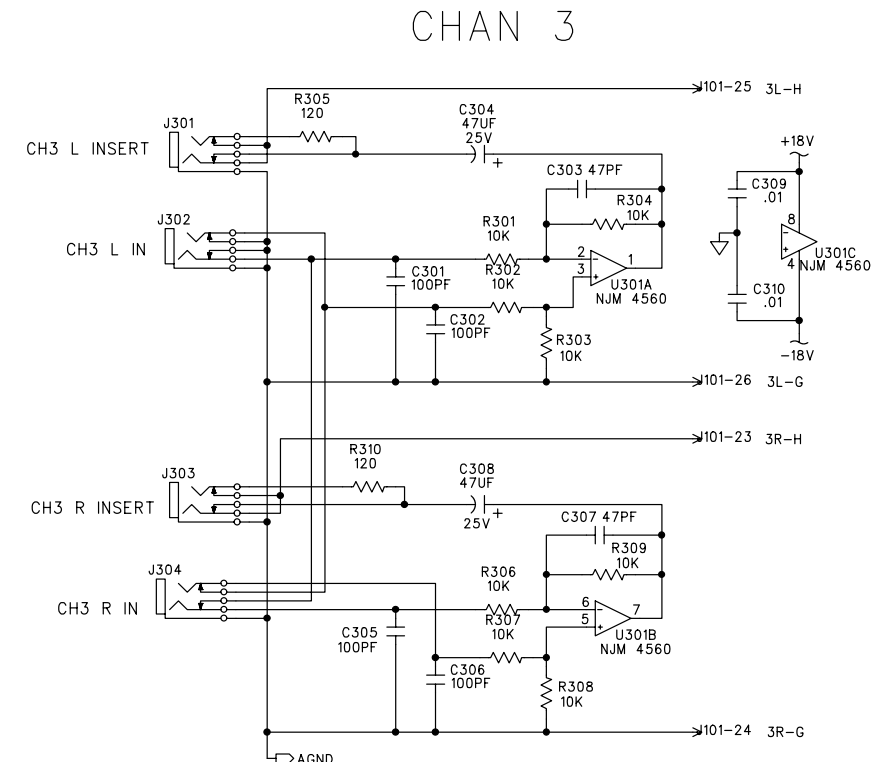 CHAN 3
J101-25 3L-H
R305
120
C304
47UF
25V
+
J301
CH3 L INSERT
+18V
C303 47PF
C309
.01
R304
10K
J302
CH3 L IN
R301
10K
8
-
+
4
U301C
NJM 4560
2
-
3
+
1
R302
10K
C301
100PF
U301A
NJM 4560
C310
.01
C302
100PF
R303
10K
-18V
J101-26 3L-G
J101-23 3R-H
R310
120
C308
47UF
25V
+
J303
CH3 R INSERT
C307 47PF
R309
10K
J304
CH3 R IN
R306
10K
6
-
5
+
7
R307
10K
C305
100PF
U301B
NJM 4560
C306
100PF
R308
10K
J101-24 3R-G
AGND